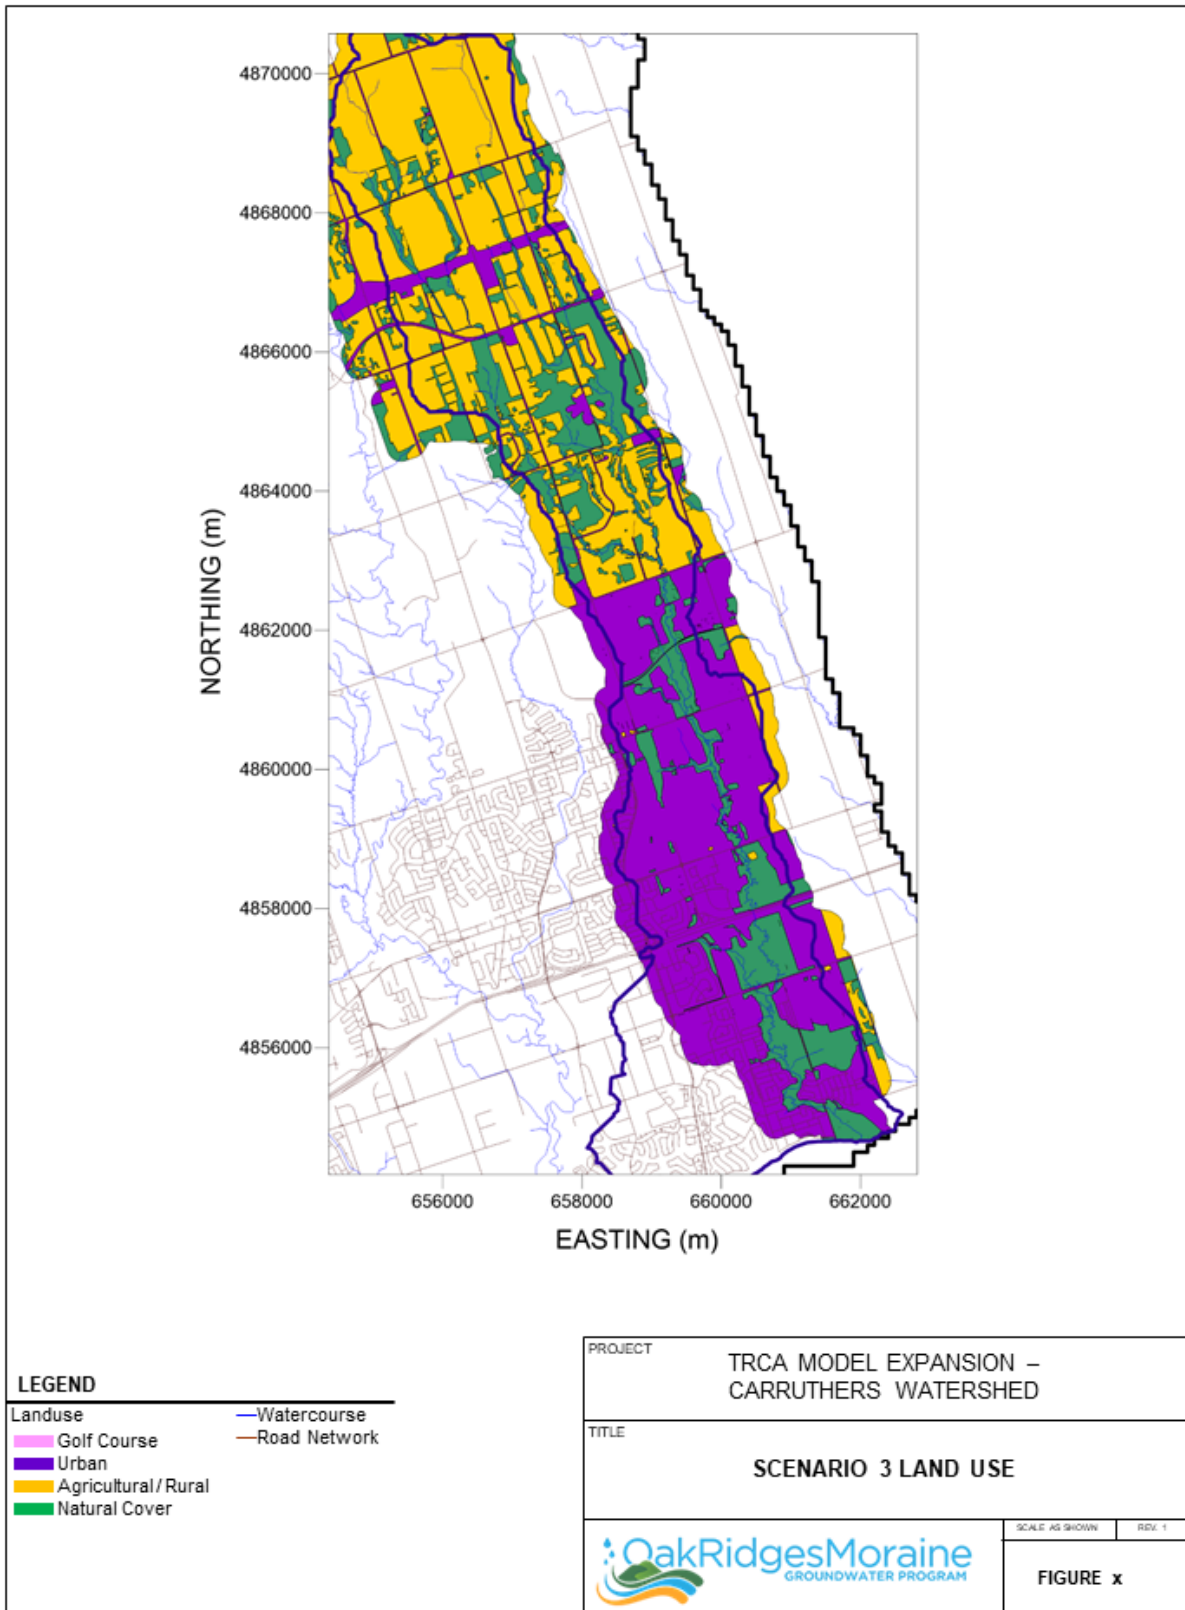 4870000
4868000
4866000
4864000
4862000
4860000
4858000
4856000
NORTHING (m)
656000
658000
660000
662000
EASTING (m)
LEGEND
Landuse
Golf Course
Urban
Agricultural / Rural
Natural Cover
Watercourse
Road Network
PROJECT
TRCA MODEL EXPANSION –
CARRUTHERS WATERSHED
TITLE
SCENARIO 3 LAND USE
OakRidgesMoraine
GROUNDWATER PROGRAM
SCALE AS SHOWN
REV. 1
FIGURE x